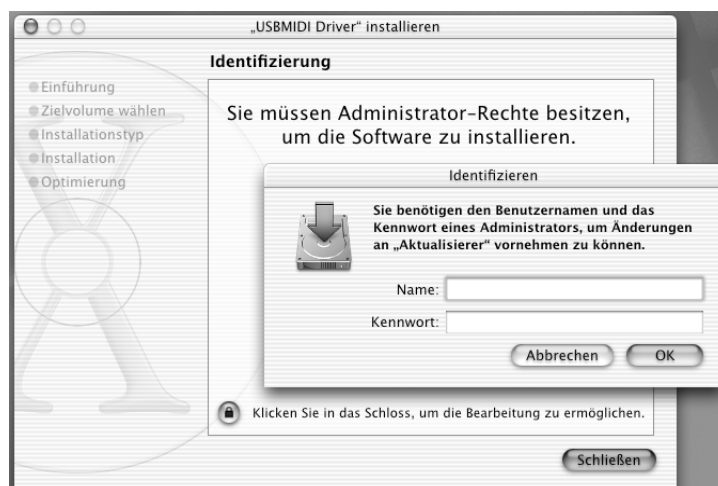 „USBMIDI Driver“ installieren
Identifizierung
Einführung
Zielvolume wählen
Installationstyp
Installation
Optimierung
Sie müssen Administrator-Rechte besitzen,
um die Software zu installieren.
Identifizieren
Sie benötigen den Benutzernamen und das
Kennwort eines Administrators, um Änderungen
an „Aktualisierer“ vornehmen zu können.
Name:
Kennwort:
Abbrechen
OK
Klicken Sie in das Schloss, um die Bearbeitung zu ermöglichen.
Schließen